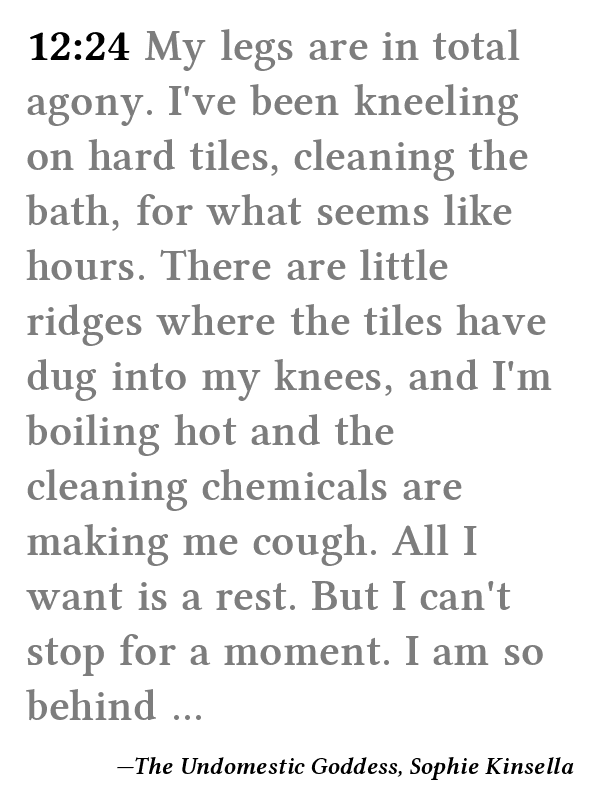 12:24 My legs are in total
agony. I've been kneeling
on hard tiles, cleaning the
bath, for what seems like
hours. There are little
ridges where the tiles have
dug into my knees, and I'm
boiling hot and the
cleaning chemicals are
making me cough. All I
want is a rest. But I can't
stop for a moment. I am so
behind ...
—The Undomestic Goddess, Sophie Kinsella